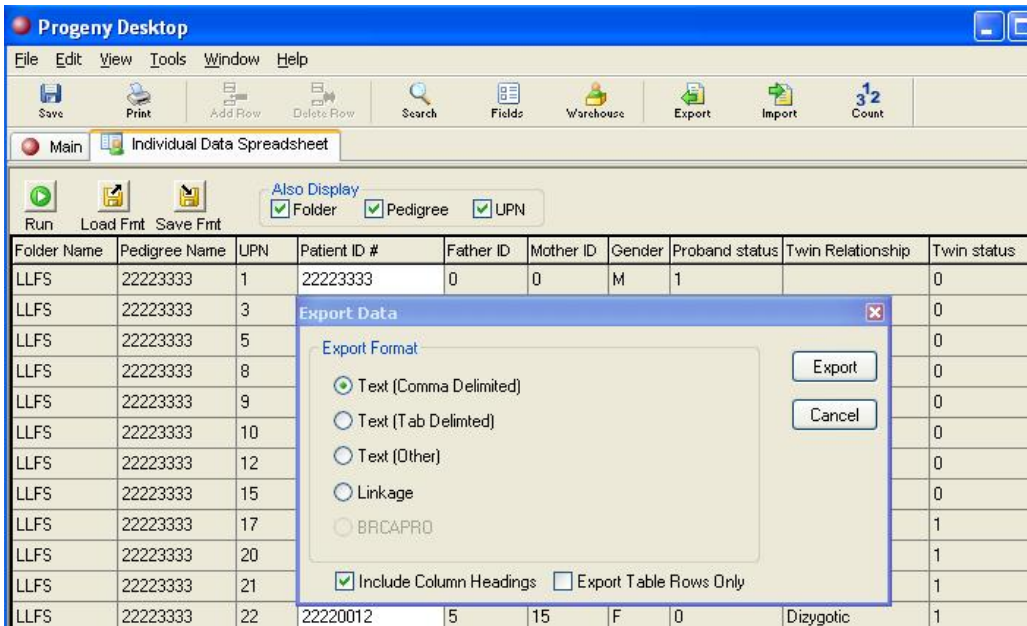 Progeny Desktop
File Edit View Tools Window Help
Save Print Add Row Delete Row Search Fields Warehouse Export Import 312 Count
Main Individual Data Spreadsheet
Also Display
Run Load Fmt Save Fmt Folder Pedigree UPN
Folder Name Pedigree Name UPN Patient ID # Father ID Mother ID Gender Proband status Twin Relationship Twin status
LLFS 22223333 1 22223333 0 0 M 1 0
LLFS 22223333 3 0
LLFS 22223333 5 0
LLFS 22223333 8 0
LLFS 22223333 9 0
LLFS 22223333 10 0
LLFS 22223333 12 0
LLFS 22223333 15 0
LLFS 22223333 17 1
LLFS 22223333 20 1
LLFS 22223333 21 1
LLFS 22223333 22 22220012 5 15 F 0 Dizygotic 1
Export Data
Export Format
Text (Comma Delimited)
Text (Tab Delimted)
Text (Other)
Linkage
BRCAPRO
Export
Cancel
Include Column Headings Export Table Rows Only